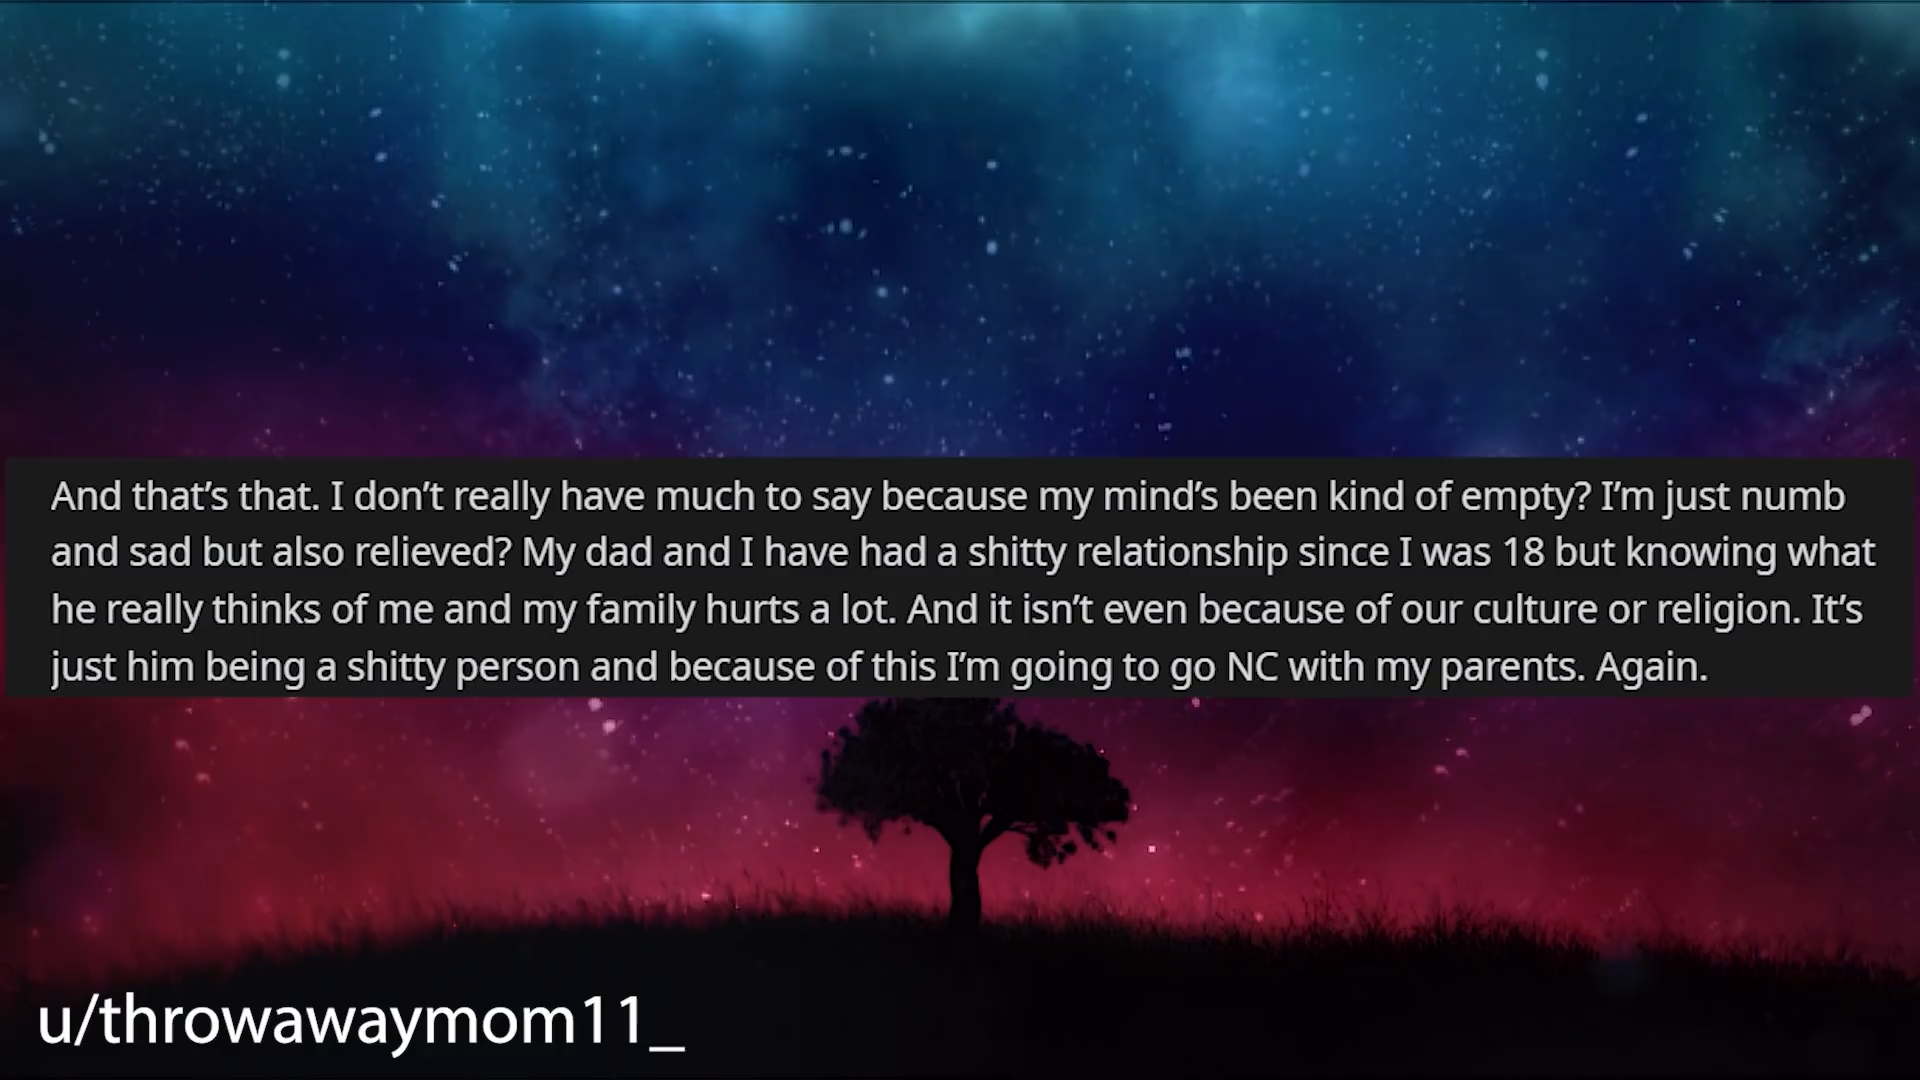 And that’s that. I don’t really have much to say because my mind’s been kind of empty? I’m just numb
and sad but also relieved? My dad and I have had a shitty relationship since I was 18 but knowing what
he really thinks of me and my family hurts a lot. And it isn’t even because of our culture or religion. It’s
just him being a shitty person and because of this I’m going to go NC with my parents. Again.
u/throwawaymom11_